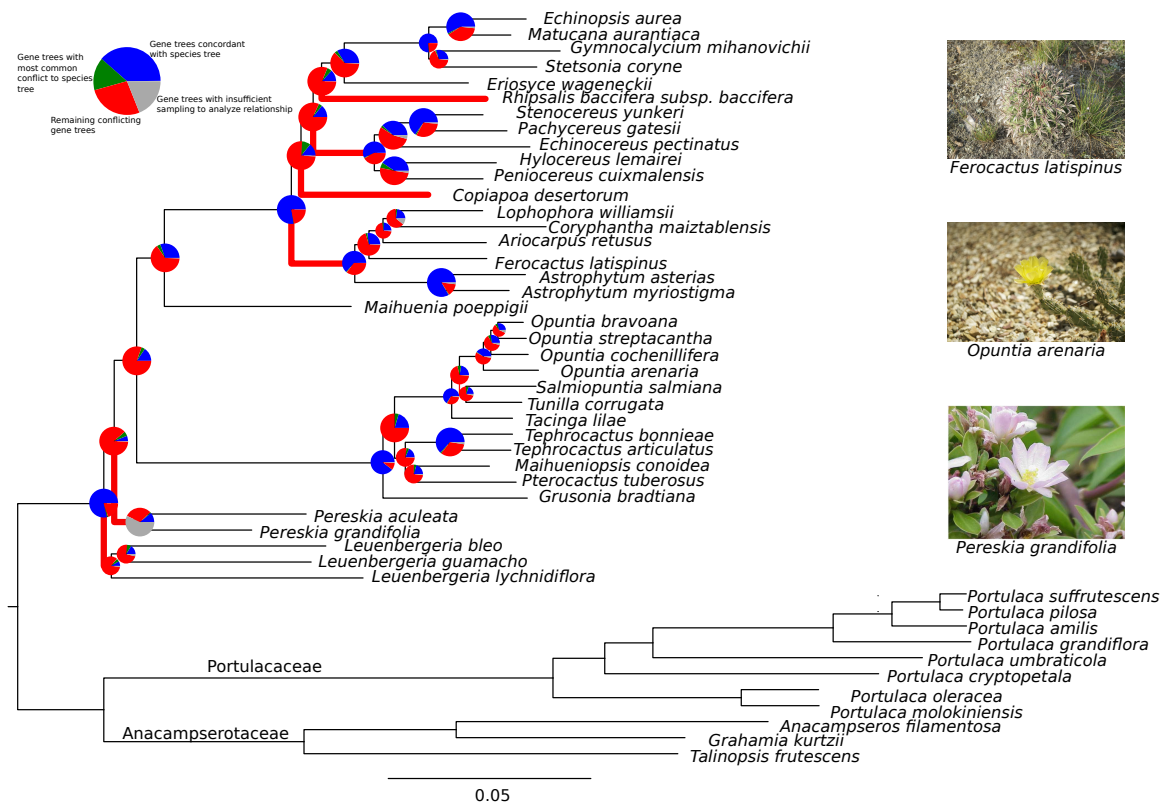 Gene trees with
most common
conflict to species
tree
Gene trees concordant
with species tree
Gene trees with insufficient
sampling to analyze relationship
Remaining conflicting
gene trees
Echinopsis aurea
Matucana aurantiaca
Gymnocalycium mihanovichii
Stetsonia coryne
Eriosyce wageneckii
Rhipsalis baccifera subsp. baccifera
Stenocereus yunkeri
Pachycereus gatesii
Echinocereus pectinatus
Hylocereus lemairei
Peniocereus cuixmalensis
Copiapoa desertorum
Lophophora williamsii
Coryphantha maiztablensis
Ariocarpus retusus
Ferocactus latispinus
Astrophytum asterias
Astrophytum myriostigma
Maihuenia poeppigii
Opuntia bravoana
Opuntia streptacantha
Opuntia cochenillifera
Opuntia arenaria
Salmiopuntia salmiana
Tunilla corrugata
Tacinga lilae
Tephrocactus bonnieae
Tephrocactus articulatus
Maihueniopsis conoidea
Pterocactus tuberosus
Grusonia bradtiana
Pereskia aculeata
Pereskia grandifolia
Leuenbergeria bleo
Leuenbergeria guamacho
Leuenbergeria lychnidiflora
Ferocactus latispinus
Opuntia arenaria
Pereskia grandifolia
Portulaca suffrutescens
Portulaca pilosa
Portulaca amilis
Portulaca grandiflora
Portulaca umbraticola
Portulaca cryptopetala
Portulaca oleracea
Portulaca molokiniensis
Portulacaceae
Anacampseros filamentosa
Grahamia kurtzii
Talinopsis frutescens
Anacampserotaceae
0.05